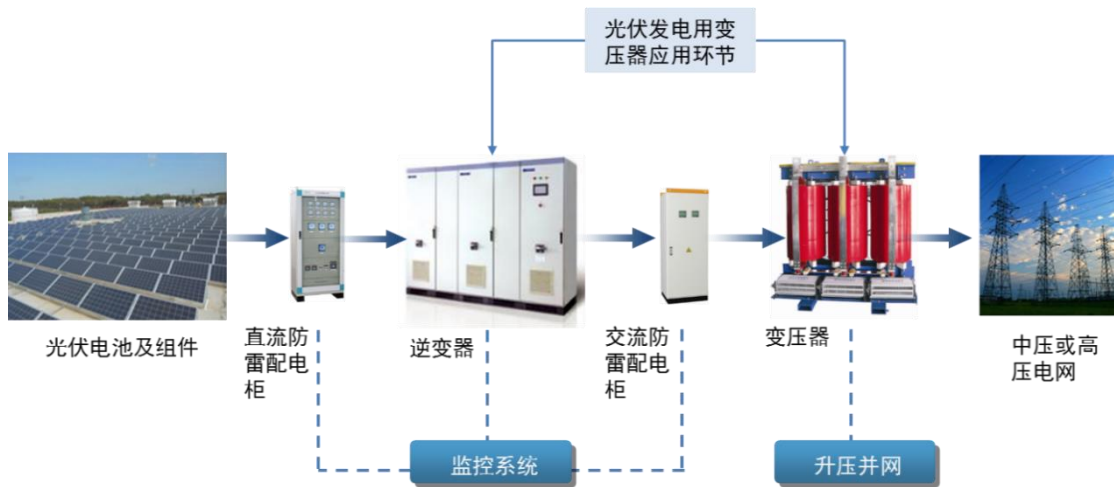 光伏发电用变
压器应用环节
光伏电池及组件
直流防
雷配电
柜
逆变器
交流防
雷配电
柜
变压器
中压或高
压电网
监控系统
升压并网